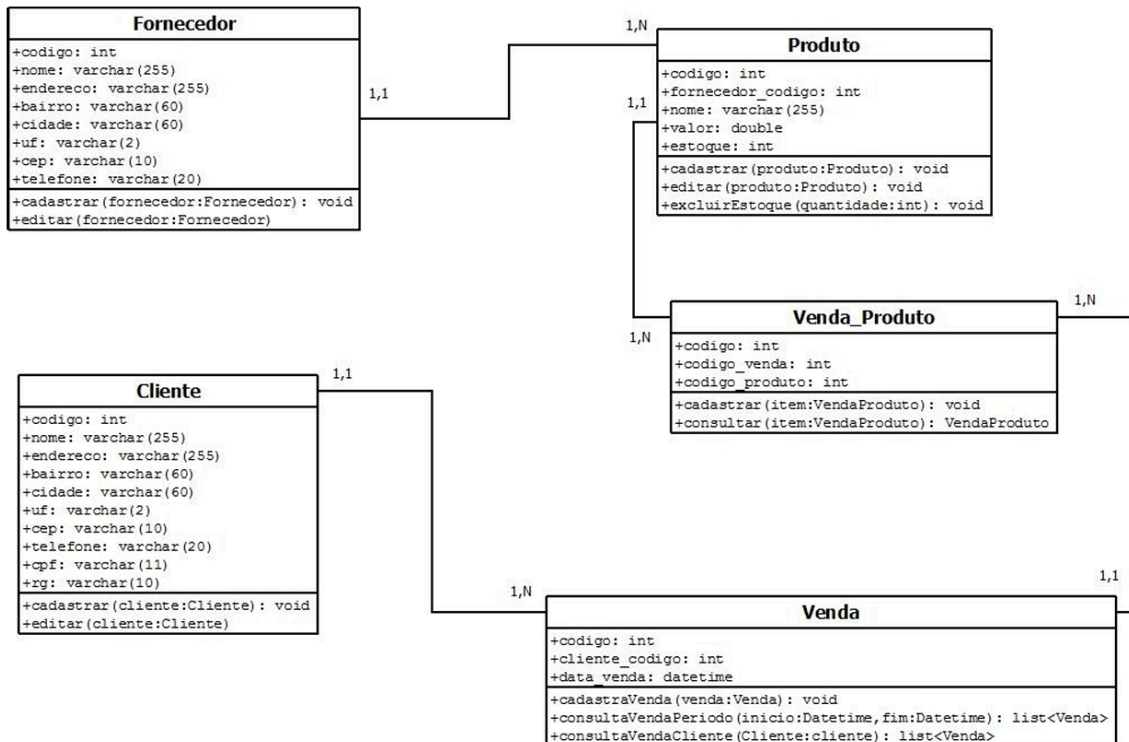 Fornecedor
+codigo: int
+nome: varchar(255)
+endereco: varchar(255)
+bairro: varchar(60)
+cidade: varchar(60)
+uf: varchar(2)
+cep: varchar(10)
+telefone: varchar(20)
+cadastrar(fornecedor:Fornecedor): void
+editar(fornecedor:Fornecedor)
1,1
1,N
Produto
+codigo: int
+fornecedor_codigo: int
+nome: varchar(255)
+valor: double
+estoque: int
+cadastrar(produto:Produto): void
+editar(produto:Produto): void
+excluirEstoque(quantidade:int): void
1,1
1,N
Venda_Produto
+codigo: int
+codigo_venda: int
+codigo_produto: int
+cadastrar(item:VendaProduto): void
+consultar(item:VendaProduto): VendaProduto
1,N
Cliente
+codigo: int
+nome: varchar(255)
+endereco: varchar(255)
+bairro: varchar(60)
+cidade: varchar(60)
+uf: varchar(2)
+cep: varchar(10)
+telefone: varchar(20)
+cpf: varchar(11)
+rg: varchar(10)
+cadastrar(cliente:Cliente): void
+editar(cliente:Cliente)
1,1
1,N
1,1
Venda
+codigo: int
+cliente_codigo: int
+data_venda: datetime
+cadastraVenda(venda:Venda): void
+consultaVendaPeriodo(inicio:Datetime,fim:Datetime): list<Venda>
+consultaVendaCliente(Cliente:cliente): list<Venda>